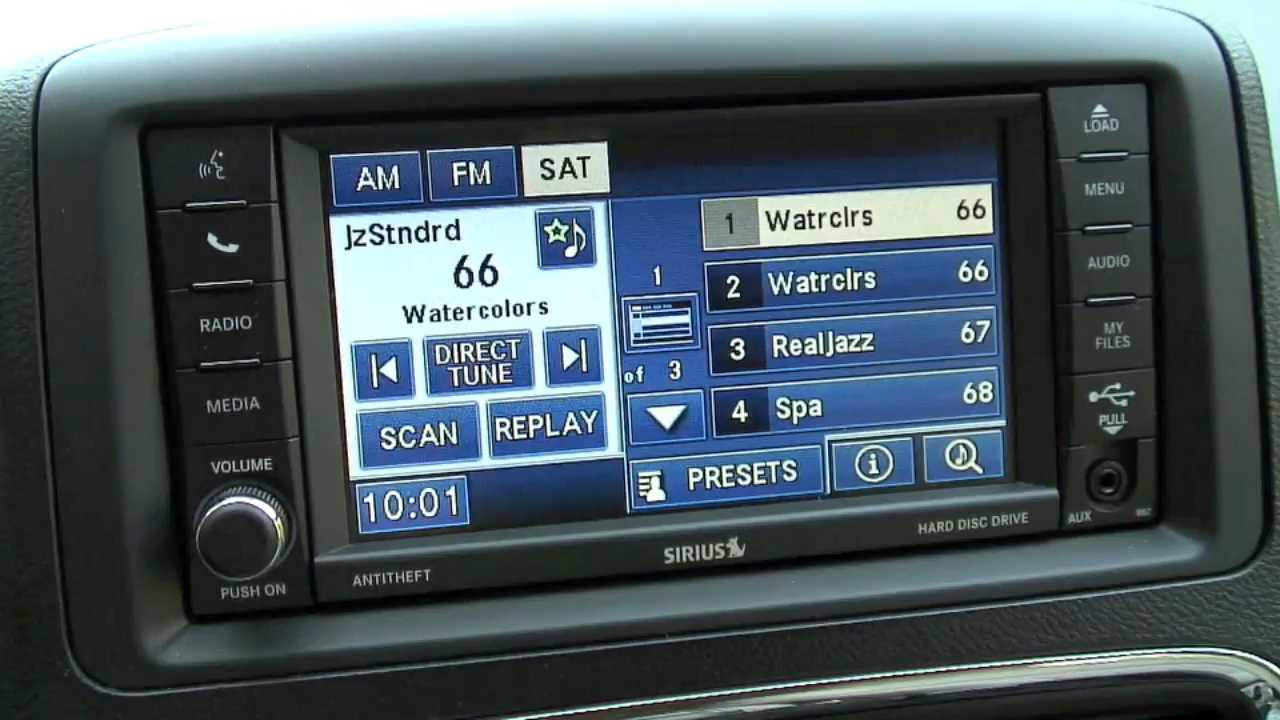 AM FM SAT
JzStndrd
66
Watercolors
DIRECT
TUNE
SCAN REPLAY
10:01
1
of 3
1 Watrclrs 66
2 Watrclrs 66
3 RealJazz 67
4 Spa 68
PRESETS
i
RADIO
MEDIA
VOLUME
PUSH ON
LOAD
MENU
AUDIO
MY
FILES
PULL
AUX
ANTITHEFT
SIRIUS
HARD DISC DRIVE